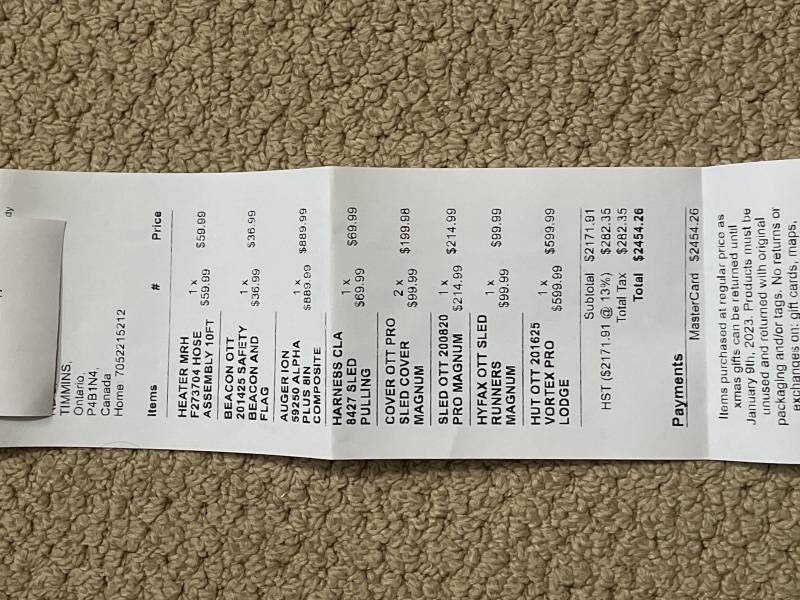 dy
TIMMINS,
Ontario,
P4B1N4,
Canada
Home 7052215212
Items # Price
HEATER MRH 1 x $59.99
F273704 HOSE $59.99
ASSEMBLY 10FT
BEACON OTT 1 x $36.99
201425 SAFETY $36.99
BEACON AND
FLAG
AUGER ION 1 x $889.99
59250 ALPHA $889.99
PLUS 8IN
COMPOSITE
HARNESS CLA 1 x $69.99
8427 SLED $69.99
PULLING
COVER OTT PRO 2 x $199.98
SLED COVER $99.99
MAGNUM
SLED OTT 200820 1 x $214.99
PRO MAGNUM $214.99
HYFAX OTT SLED 1 x $99.99
RUNNERS $99.99
MAGNUM
HUT OTT 201625 1 x $599.99
VORTEX PRO $599.99
LODGE
Subtotal $2171.91
HST ($2171.91 @ 13%) $282.35
Total Tax $282.35
Total $2454.26
Payments
MasterCard $2454.26
Items purchased at regular price as
xmas gifts can be returned until
January 9th, 2023. Products must be
unused and returned with original
packaging and/or tags. No returns or
exchanges on: gift cards, maps,